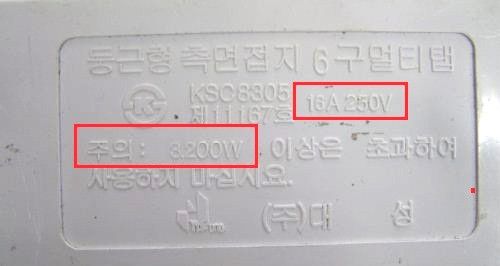 둥근형 측면접지 6구멀티탭
KSC8305 16A 250V
제11167호
주의: 3200W 이상은 초과하여
사용하지 마십시요.
(주)대 성